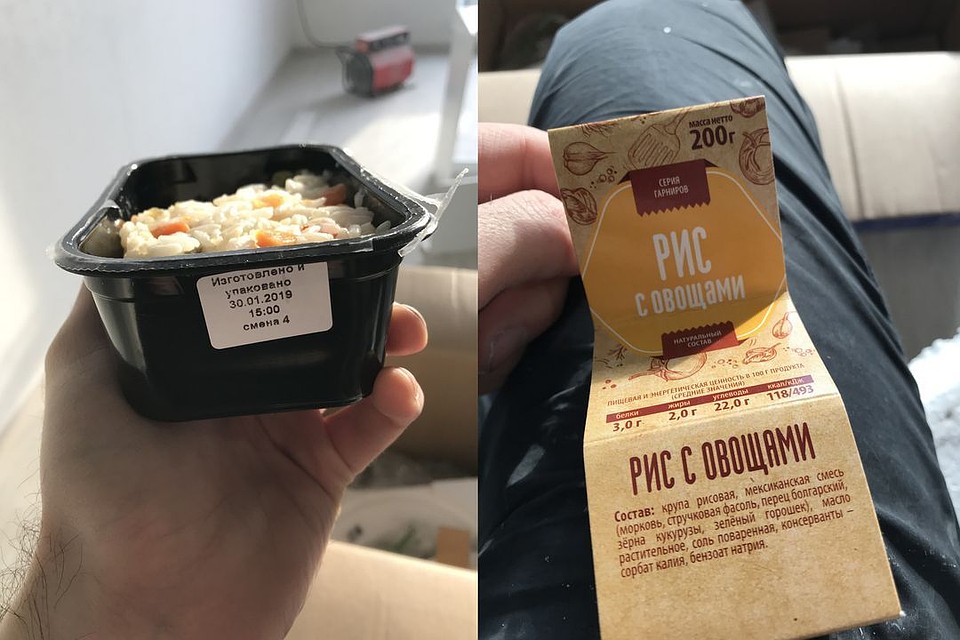 Изготовлено и
упаковано
30.01.2019
15:00
смена 4
масса нетто
200г
СЕРИЯ
ГАРНИРОВ
РИС
С ОВОЩАМИ
НАТУРАЛЬНЫЙ
СОСТАВ
ПИЩЕВАЯ И ЭНЕРГЕТИЧЕСКАЯ ЦЕННОСТЬ В 100 Г ПРОДУКТА
(СРЕДНИЕ ЗНАЧЕНИЯ)
белки жиры углеводы ккал/кДж
3,0 г 2,0 г 22,0 г 118/493
РИС С ОВОЩАМИ
Состав: крупа рисовая, мексиканская смесь
(морковь, стручковая фасоль, перец болгарский,
зёрна кукурузы, зелёный горошек), масло
растительное, соль поваренная, консерванты –
сорбат калия, бензоат натрия.